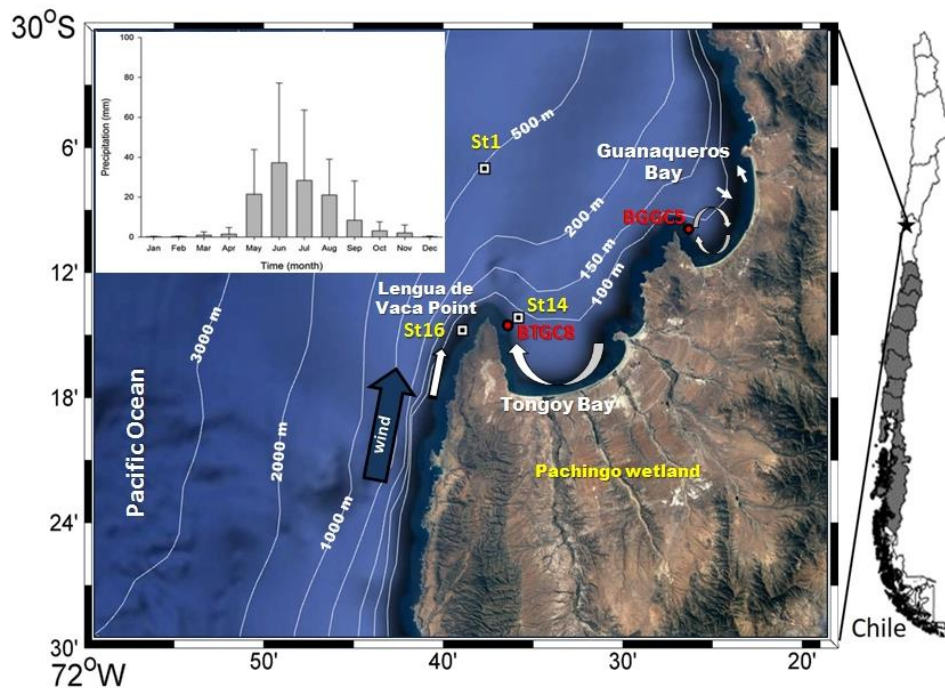 30°S
100
80
60
40
20
0
Precipitation (mm)
Jan Feb Mar Apr May Jun Jul Aug Sep Oct Nov Dec
Time (month)
6'
12'
18'
24'
30'
72°W
50'
40'
30'
20'
St1
500 m
Guanaqueros
Bay
200 m
BGGC5
150 m
100 m
Lengua de
Vaca Point
St16
St14
BTGC8
3000 m
2000 m
1000 m
Pacific Ocean
wind
Tongoy Bay
Pachingo wetland
Chile